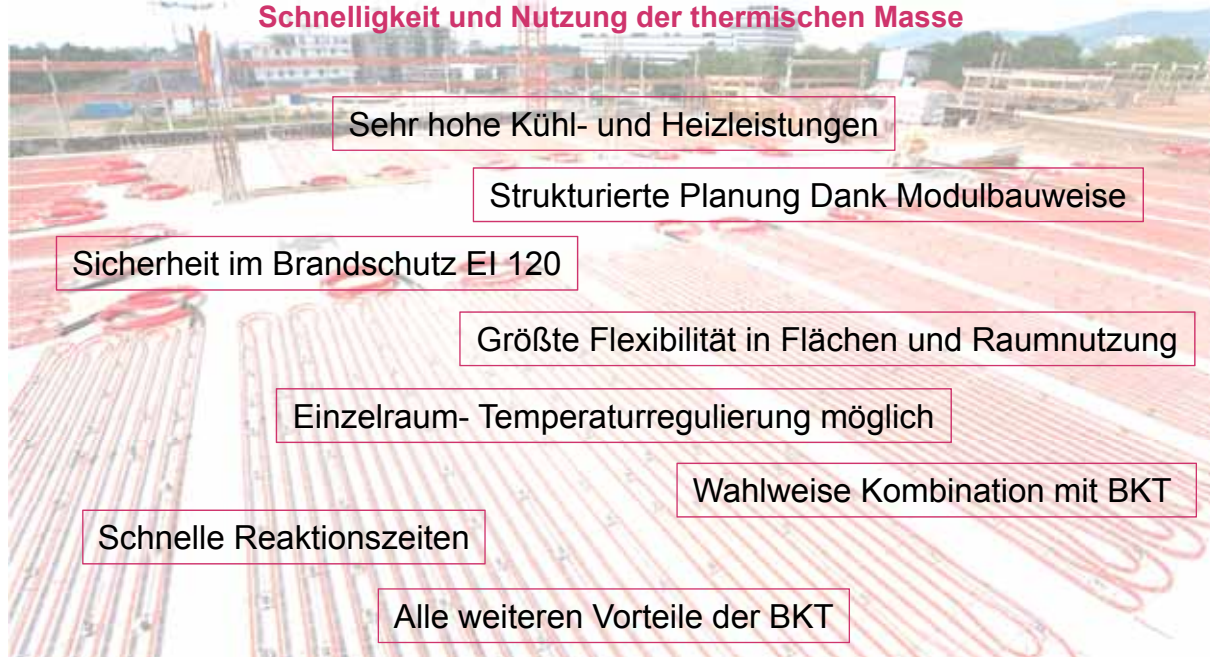 Schnelligkeit und Nutzung der thermischen Masse
Sehr hohe Kühl- und Heizleistungen
Strukturierte Planung Dank Modulbauweise
Sicherheit im Brandschutz EI 120
Größte Flexibilität in Flächen und Raumnutzung
Einzelraum- Temperaturregulierung möglich
Wahlweise Kombination mit BKT
Schnelle Reaktionszeiten
Alle weiteren Vorteile der BKT